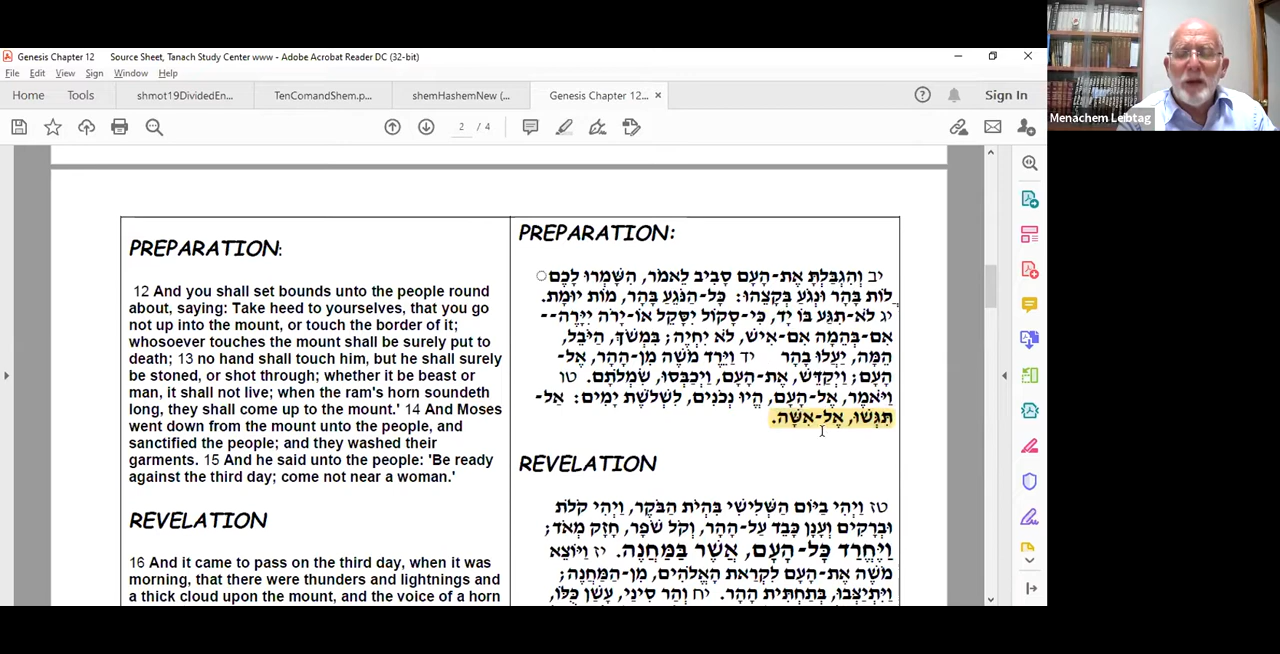 Genesis Chapter 12 Source Sheet, Tanach Study Center www - Adobe Acrobat Reader DC (32-bit)
File Edit View Sign Window Help
Home Tools shmot19DividedEn... TenComandShem.p... shemHashemNew (... Genesis Chapter 12... × Sign In
2 / 4
Menachem Leibtag
PREPARATION:
12 And you shall set bounds unto the people round
about, saying: Take heed to yourselves, that you go
not up into the mount, or touch the border of it;
whosoever touches the mount shall be surely put to
death; 13 no hand shall touch him, but he shall surely
be stoned, or shot through; whether it be beast or
man, it shall not live; when the ram's horn soundeth
long, they shall come up to the mount.' 14 And Moses
went down from the mount unto the people, and
sanctified the people; and they washed their
garments. 15 And he said unto the people: 'Be ready
against the third day; come not near a woman.'
REVELATION
16 And it came to pass on the third day, when it was
morning, that there were thunders and lightnings and
a thick cloud upon the mount, and the voice of a horn
PREPARATION:
יב וְהִגְבַּלְתָּ אֶת-הָעָם סָבִיב לֵאמֹר, הִשָּׁמְרוּ לָכֶם
ֲלוֹת בָּהָר וּנְגֹעַ בְּקָצֵהוּ: כָּל-הַנֹּגֵעַ בָּהָר, מוֹת יוּמָת.
יג לֹא-תִגַּע בּוֹ יָד, כִּי-סָקוֹל יִסָּקֵל אוֹ-יָרֹה יִיָּרֶה--
אִם-בְּהֵמָה אִם-אִישׁ, לֹא יִחְיֶה; בִּמְשֹׁךְ, הַיֹּבֵל,
הֵמָּה, יַעֲלוּ בָהָר יד וַיֵּרֶד מֹשֶׁה מִן-הָהָר, אֶל-
הָעָם; וַיְקַדֵּשׁ, אֶת-הָעָם, וַיְכַבְּסוּ, שִׂמְלֹתָם. טו
וַיֹּאמֶר, אֶל-הָעָם, הֱיוּ נְכֹנִים, לִשְׁלֹשֶׁת יָמִים: אַל-
תִּגְּשׁוּ, אֶל-אִשָּׁה.
REVELATION
טז וַיְהִי בַיּוֹם הַשְּׁלִישִׁי בִּהְיֹת הַבֹּקֶר, וַיְהִי קֹלֹת
וּבְרָקִים וְעָנָן כָּבֵד עַל-הָהָר, וְקֹל שֹׁפָר, חָזָק מְאֹד;
וַיֶּחֱרַד כָּל-הָעָם, אֲשֶׁר בַּמַּחֲנֶה. יז וַיּוֹצֵא
מֹשֶׁה אֶת-הָעָם לִקְרַאת הָאֱלֹהִים, מִן-הַמַּחֲנֶה;
וַיִּתְיַצְּבוּ, בְּתַחְתִּית הָהָר. יח וְהַר סִינַי, עָשַׁן כֻּלּוֹ,